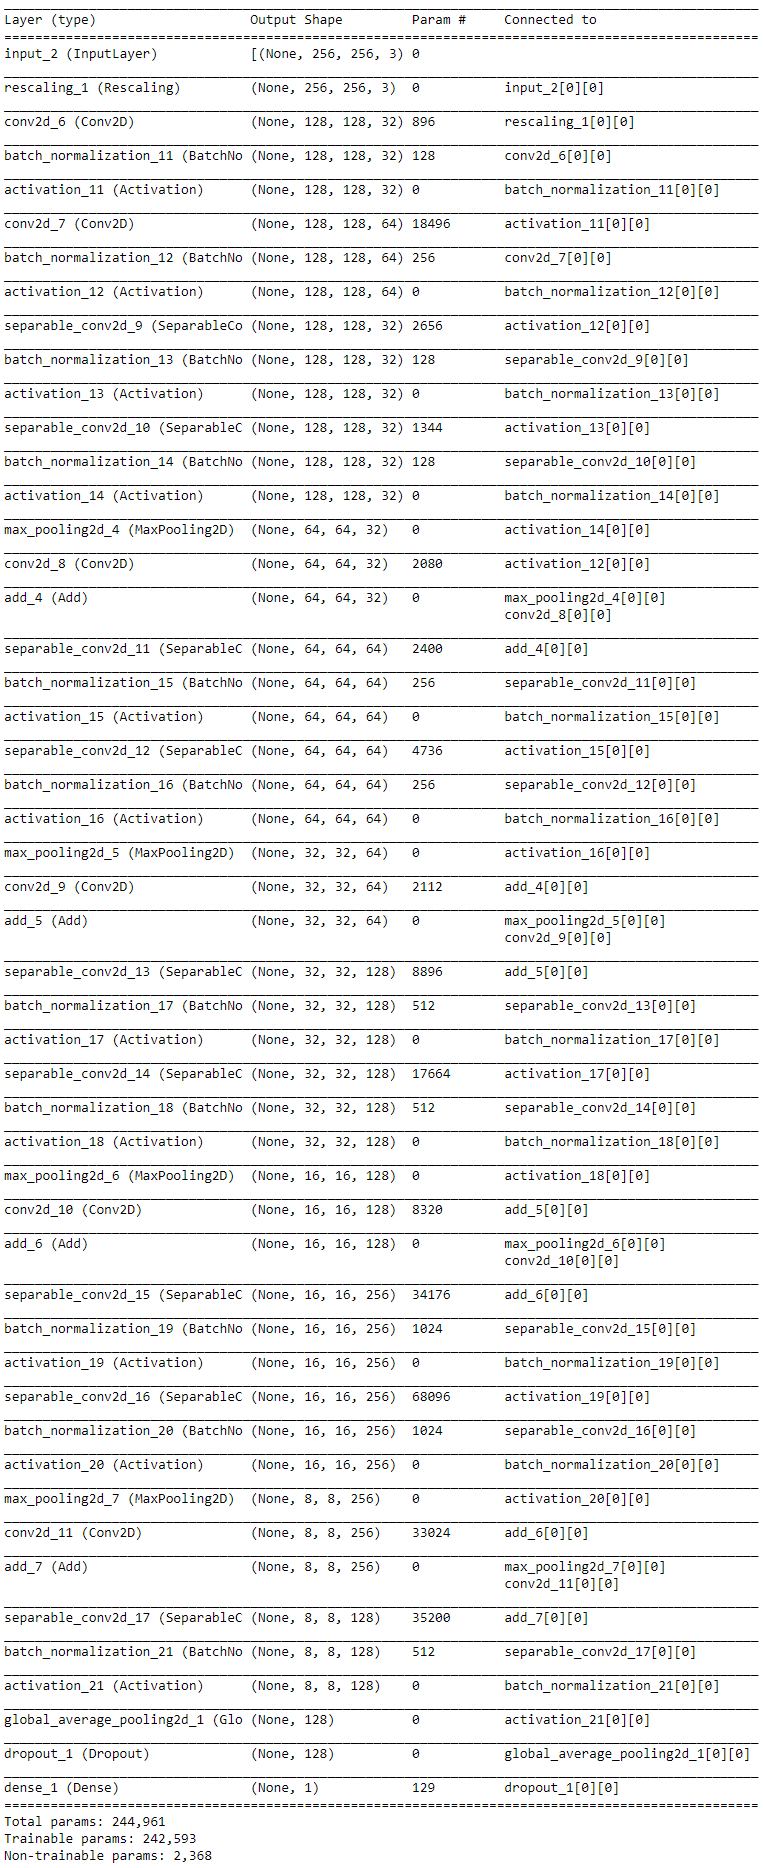 Layer (type) Output Shape Param # Connected to
input_2 (InputLayer) [(None, 256, 256, 3) 0
rescaling_1 (Rescaling) (None, 256, 256, 3) 0 input_2[0][0]
conv2d_6 (Conv2D) (None, 128, 128, 32) 896 rescaling_1[0][0]
batch_normalization_11 (BatchNo (None, 128, 128, 32) 128 conv2d_6[0][0]
activation_11 (Activation) (None, 128, 128, 32) 0 batch_normalization_11[0][0]
conv2d_7 (Conv2D) (None, 128, 128, 64) 18496 activation_11[0][0]
batch_normalization_12 (BatchNo (None, 128, 128, 64) 256 conv2d_7[0][0]
activation_12 (Activation) (None, 128, 128, 64) 0 batch_normalization_12[0][0]
separable_conv2d_9 (SeparableCo (None, 128, 128, 32) 2656 activation_12[0][0]
batch_normalization_13 (BatchNo (None, 128, 128, 32) 128 separable_conv2d_9[0][0]
activation_13 (Activation) (None, 128, 128, 32) 0 batch_normalization_13[0][0]
separable_conv2d_10 (SeparableC (None, 128, 128, 32) 1344 activation_13[0][0]
batch_normalization_14 (BatchNo (None, 128, 128, 32) 128 separable_conv2d_10[0][0]
activation_14 (Activation) (None, 128, 128, 32) 0 batch_normalization_14[0][0]
max_pooling2d_4 (MaxPooling2D) (None, 64, 64, 32) 0 activation_14[0][0]
conv2d_8 (Conv2D) (None, 64, 64, 32) 2080 activation_12[0][0]
add_4 (Add) (None, 64, 64, 32) 0 max_pooling2d_4[0][0]
conv2d_8[0][0]
separable_conv2d_11 (SeparableC (None, 64, 64, 64) 2400 add_4[0][0]
batch_normalization_15 (BatchNo (None, 64, 64, 64) 256 separable_conv2d_11[0][0]
activation_15 (Activation) (None, 64, 64, 64) 0 batch_normalization_15[0][0]
separable_conv2d_12 (SeparableC (None, 64, 64, 64) 4736 activation_15[0][0]
batch_normalization_16 (BatchNo (None, 64, 64, 64) 256 separable_conv2d_12[0][0]
activation_16 (Activation) (None, 64, 64, 64) 0 batch_normalization_16[0][0]
max_pooling2d_5 (MaxPooling2D) (None, 32, 32, 64) 0 activation_16[0][0]
conv2d_9 (Conv2D) (None, 32, 32, 64) 2112 add_4[0][0]
add_5 (Add) (None, 32, 32, 64) 0 max_pooling2d_5[0][0]
conv2d_9[0][0]
separable_conv2d_13 (SeparableC (None, 32, 32, 128) 8896 add_5[0][0]
batch_normalization_17 (BatchNo (None, 32, 32, 128) 512 separable_conv2d_13[0][0]
activation_17 (Activation) (None, 32, 32, 128) 0 batch_normalization_17[0][0]
separable_conv2d_14 (SeparableC (None, 32, 32, 128) 17664 activation_17[0][0]
batch_normalization_18 (BatchNo (None, 32, 32, 128) 512 separable_conv2d_14[0][0]
activation_18 (Activation) (None, 32, 32, 128) 0 batch_normalization_18[0][0]
max_pooling2d_6 (MaxPooling2D) (None, 16, 16, 128) 0 activation_18[0][0]
conv2d_10 (Conv2D) (None, 16, 16, 128) 8320 add_5[0][0]
add_6 (Add) (None, 16, 16, 128) 0 max_pooling2d_6[0][0]
conv2d_10[0][0]
separable_conv2d_15 (SeparableC (None, 16, 16, 256) 34176 add_6[0][0]
batch_normalization_19 (BatchNo (None, 16, 16, 256) 1024 separable_conv2d_15[0][0]
activation_19 (Activation) (None, 16, 16, 256) 0 batch_normalization_19[0][0]
separable_conv2d_16 (SeparableC (None, 16, 16, 256) 68096 activation_19[0][0]
batch_normalization_20 (BatchNo (None, 16, 16, 256) 1024 separable_conv2d_16[0][0]
activation_20 (Activation) (None, 16, 16, 256) 0 batch_normalization_20[0][0]
max_pooling2d_7 (MaxPooling2D) (None, 8, 8, 256) 0 activation_20[0][0]
conv2d_11 (Conv2D) (None, 8, 8, 256) 33024 add_6[0][0]
add_7 (Add) (None, 8, 8, 256) 0 max_pooling2d_7[0][0]
conv2d_11[0][0]
separable_conv2d_17 (SeparableC (None, 8, 8, 128) 35200 add_7[0][0]
batch_normalization_21 (BatchNo (None, 8, 8, 128) 512 separable_conv2d_17[0][0]
activation_21 (Activation) (None, 8, 8, 128) 0 batch_normalization_21[0][0]
global_average_pooling2d_1 (Glo (None, 128) 0 activation_21[0][0]
dropout_1 (Dropout) (None, 128) 0 global_average_pooling2d_1[0][0]
dense_1 (Dense) (None, 1) 129 dropout_1[0][0]
Total params: 244,961
Trainable params: 242,593
Non-trainable params: 2,368